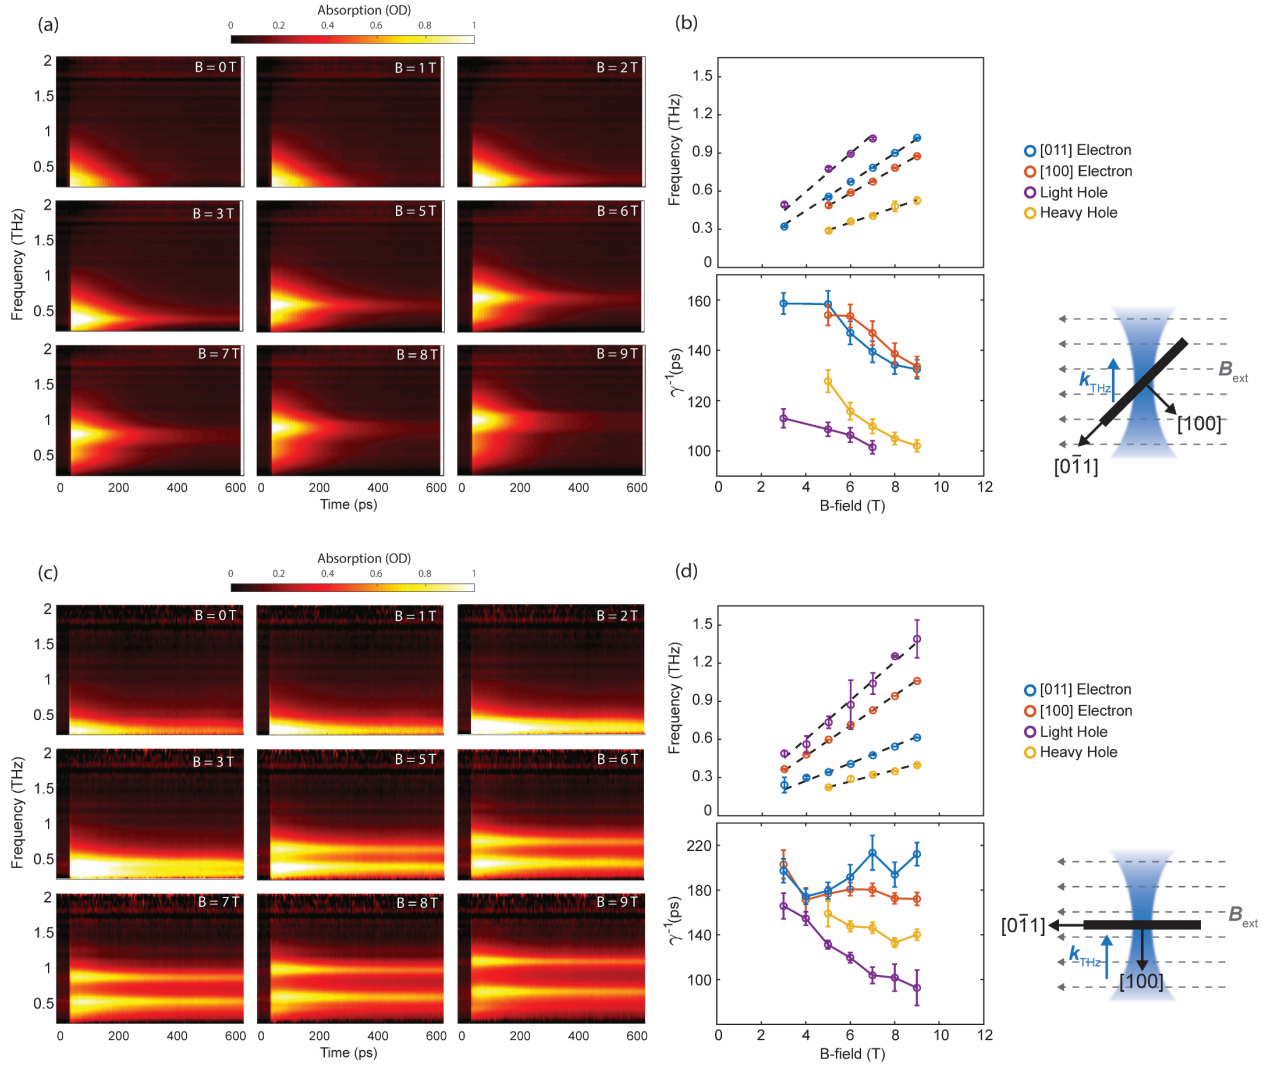 (a)
Absorption (OD)
0 0.2 0.4 0.6 0.8 1
Frequency (THz)
2
1.5
1
0.5
B = 0 T
B = 1 T
B = 2 T
2
1.5
1
0.5
B = 3 T
B = 5 T
B = 6 T
2
1.5
1
0.5
B = 7 T
B = 8 T
B = 9 T
0 200 400 600
0 200 400 600
0 200 400 600
Time (ps)
(b)
Frequency (THz)
1.5
1.2
0.9
0.6
0.3
0
γ⁻¹(ps)
160
140
120
100
0 2 4 6 8 10 12
B-field (T)
[011] Electron
[100] Electron
Light Hole
Heavy Hole
B ext
k THz
[100]
[01̅1]
(c)
Absorption (OD)
0 0.2 0.4 0.6 0.8 1
Frequency (THz)
2
1.5
1
0.5
B = 0 T
B = 1 T
B = 2 T
2
1.5
1
0.5
B = 3 T
B = 5 T
B = 6 T
2
1.5
1
0.5
B = 7 T
B = 8 T
B = 9 T
0 200 400 600
0 200 400 600
0 200 400 600
Time (ps)
(d)
Frequency (THz)
1.5
1.2
0.9
0.6
0.3
0
γ⁻¹(ps)
220
180
140
100
60
0 2 4 6 8 10 12
B-field (T)
[011] Electron
[100] Electron
Light Hole
Heavy Hole
B ext
[01̅1]
k THz
[100]